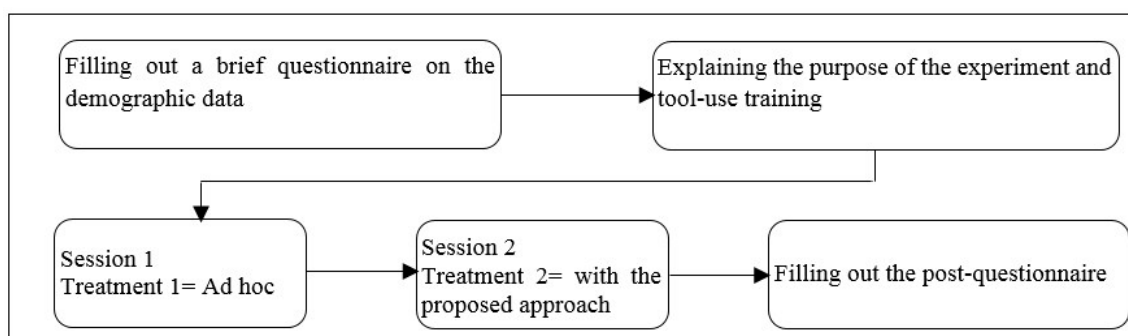 Filling out a brief questionnaire on the
demographic data
Explaining the purpose of the experiment and
tool-use training
Session 1
Treatment 1= Ad hoc
Session 2
Treatment 2= with the
proposed approach
Filling out the post-questionnaire